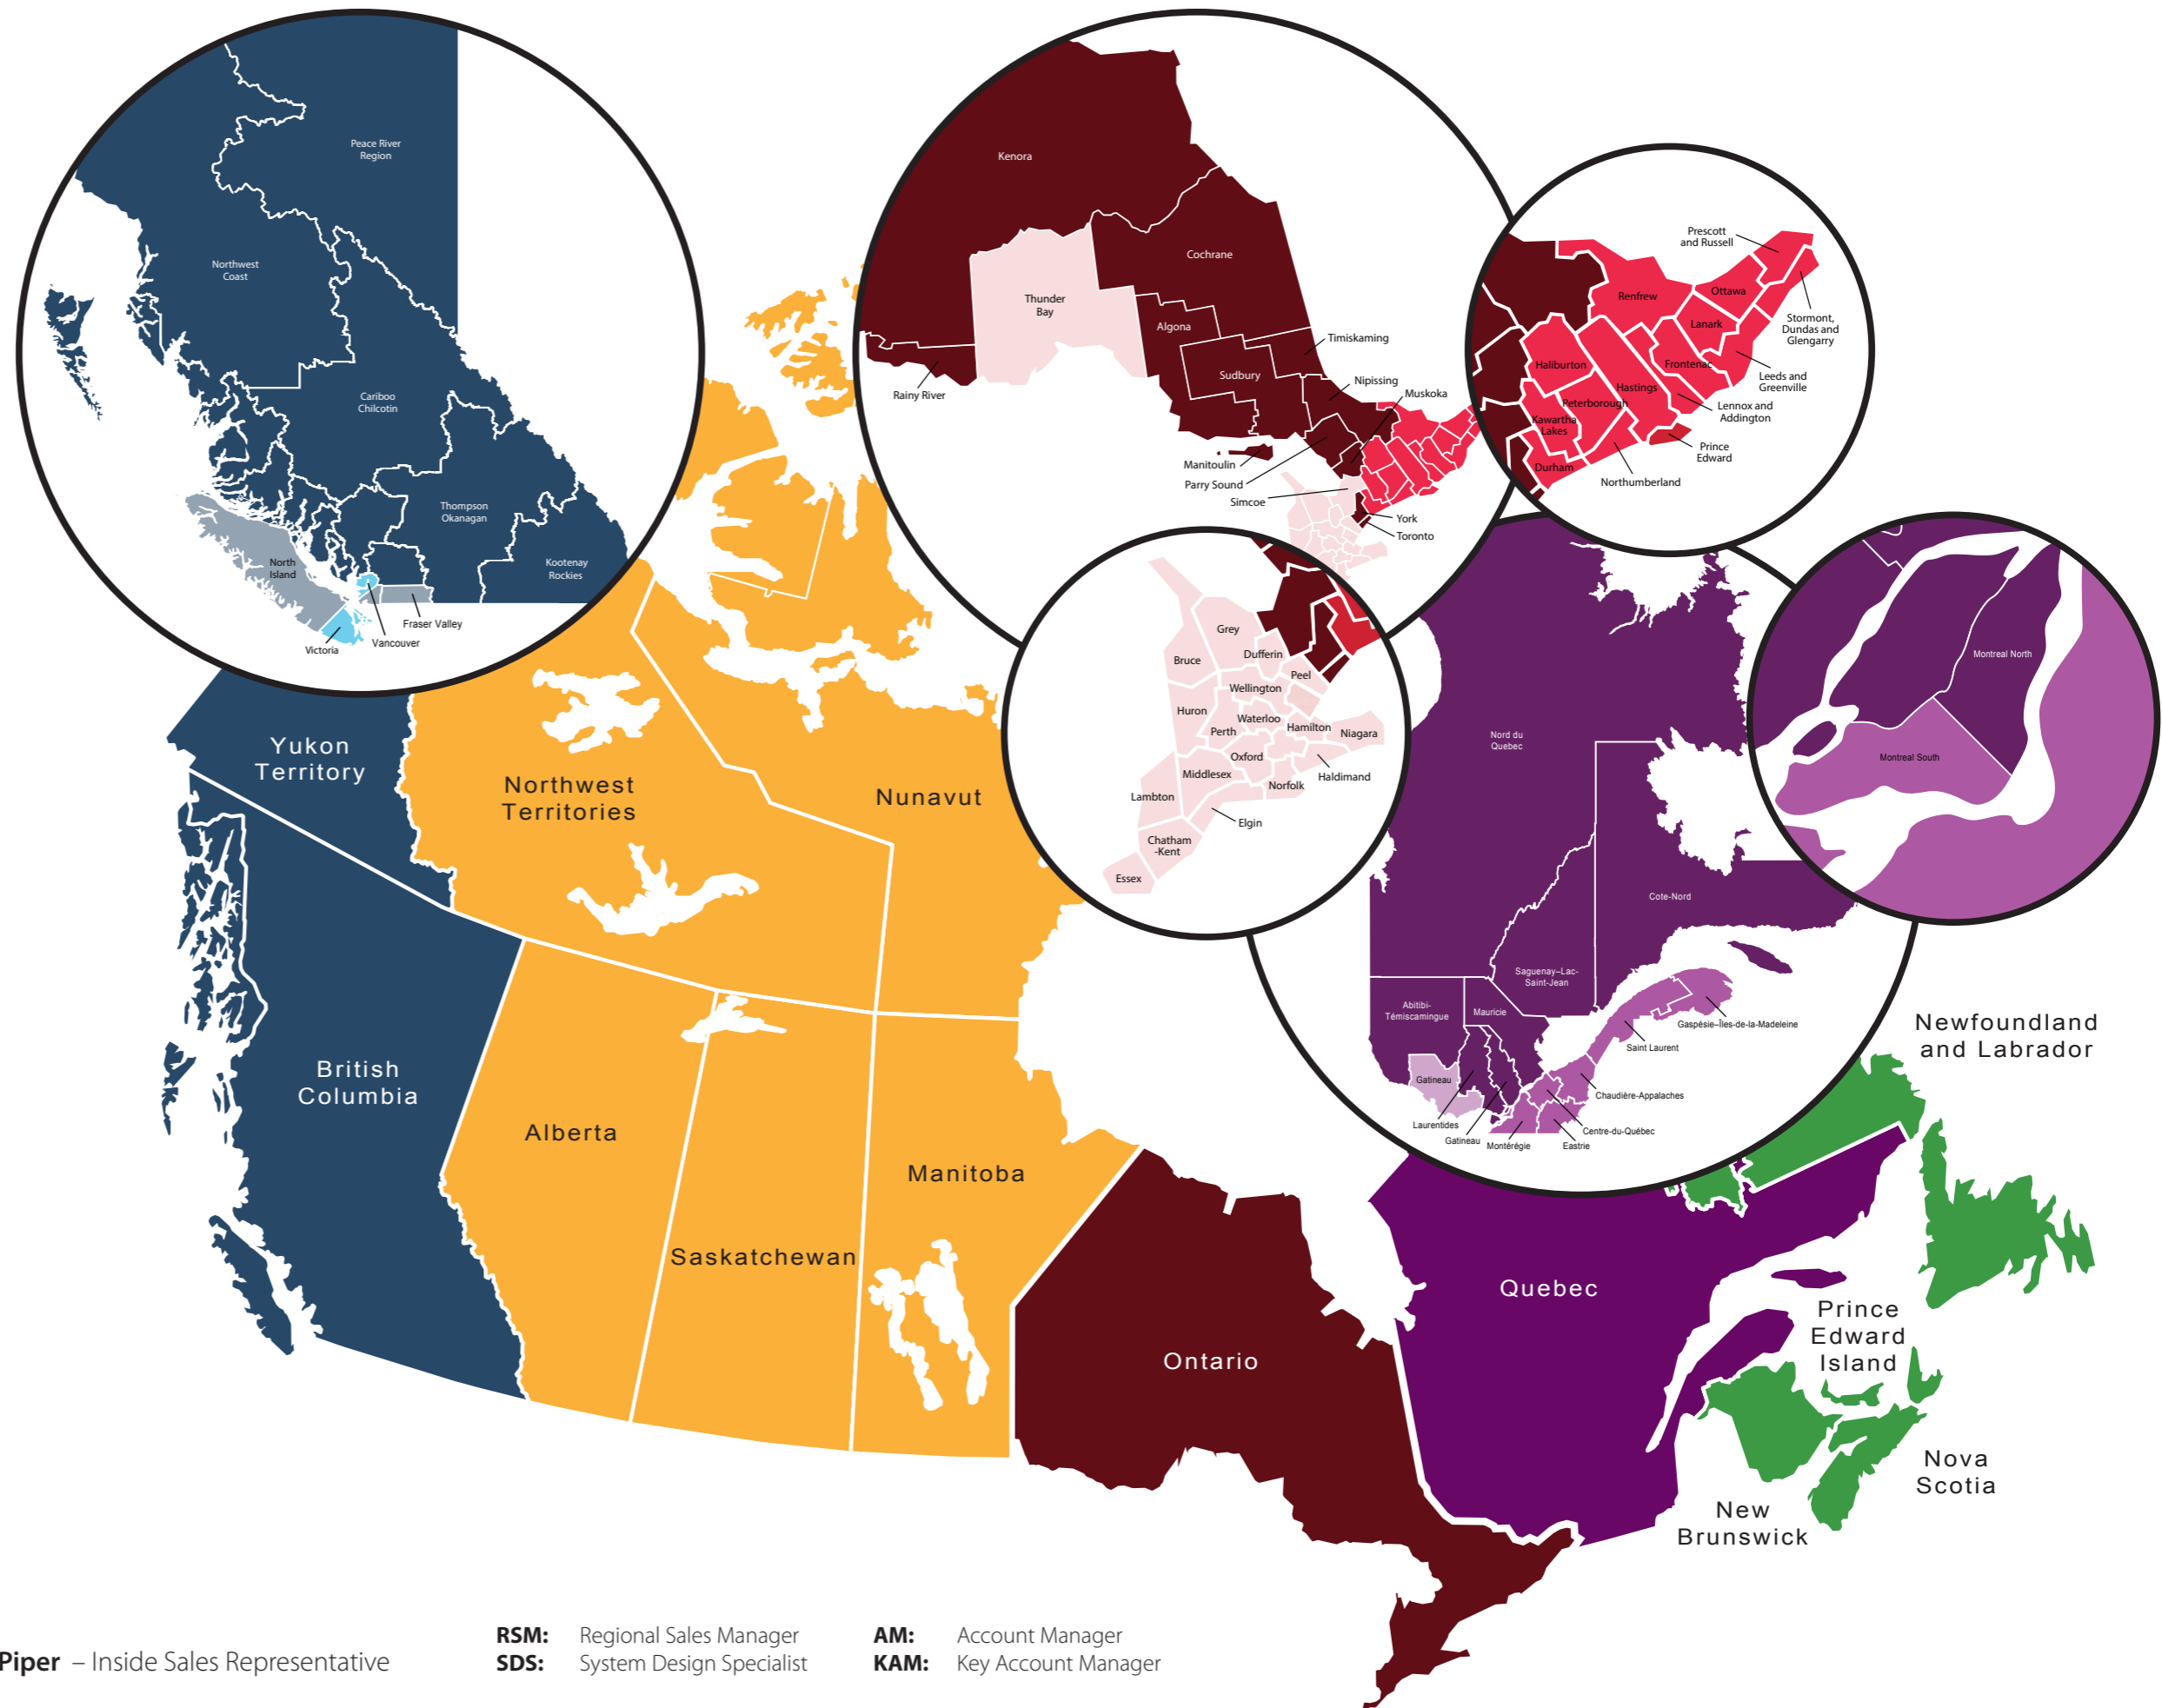 Peace River
Region
Northwest
Coast
Cariboo
Chilcotin
Thompson
Okanagan
Kootenay
Rockies
North
Island
Fraser Valley
Vancouver
Victoria
Kenora
Cochrane
Thunder
Bay
Algona
Timiskaming
Sudbury
Nipissing
Rainy River
Muskoka
Manitoulin
Parry Sound
Simcoe
York
Toronto
Prescott
and Russell
Renfrew
Ottawa
Lanark
Stormont,
Dundas and
Glengarry
Haliburton
Frontenac
Leeds and
Greenville
Hastings
Peterborough
Lennox and
Addington
Kawartha
Lakes
Prince
Edward
Durham
Northumberland
Grey
Dufferin
Bruce
Peel
Wellington
Huron
Waterloo
Hamilton
Perth
Niagara
Oxford
Middlesex
Haldimand
Norfolk
Lambton
Elgin
Chatham
-Kent
Essex
Montreal North
Montreal South
Nord du
Quebec
Cote-Nord
Saguenay–Lac-
Saint-Jean
Abitibi-
Témiscamingue
Mauricie
Gaspésie–Îles-de-la-Madeleine
Saint Laurent
Gatineau
Chaudière-Appalaches
Laurentides
Centre-du-Québec
Gatineau
Montérégie
Eastrie
Yukon
Territory
Northwest
Territories
Nunavut
British
Columbia
Alberta
Saskatchewan
Manitoba
Ontario
Quebec
Newfoundland
and Labrador
Prince
Edward
Island
Nova
Scotia
New
Brunswick
Piper – Inside Sales Representative
RSM: Regional Sales Manager
SDS: System Design Specialist
AM: Account Manager
KAM: Key Account Manager